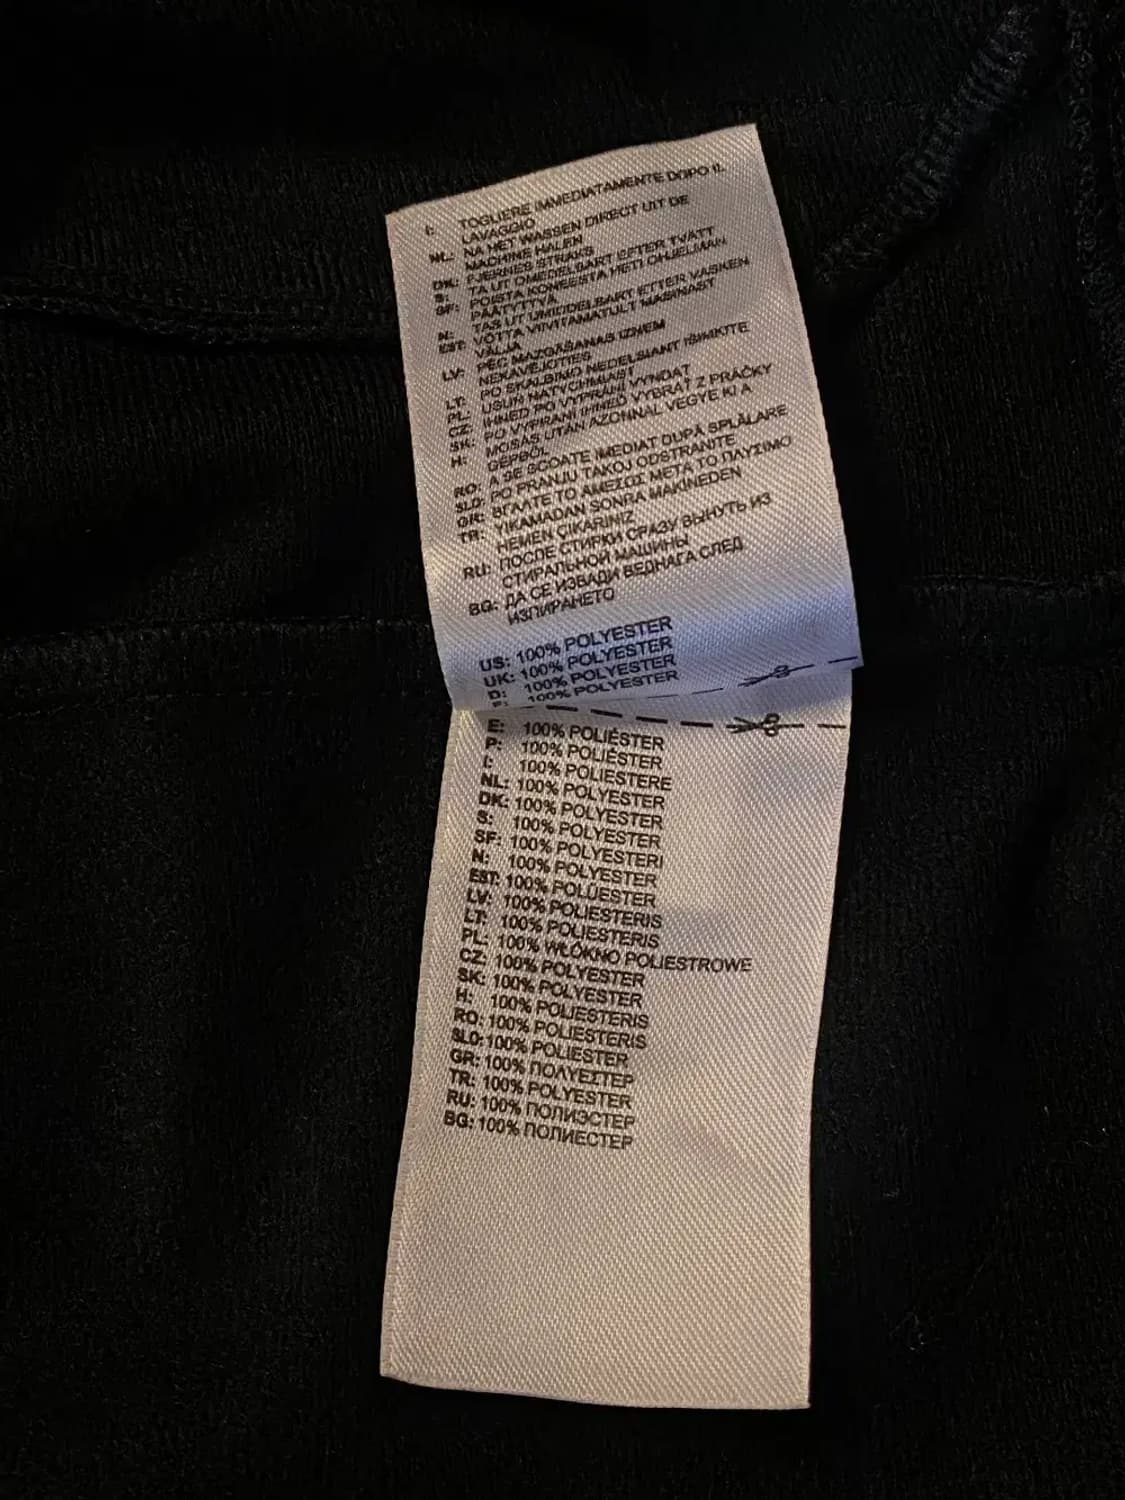 I: TOGLIERE IMMEDIATAMENTE DOPO IL
LAVAGGIO
NL: NA HET WASSEN DIRECT UIT DE
MACHINE HALEN
DK: FJERNES STRAKS
S: TA UT OMEDELBART EFTER TVÄTT
SF: POISTA KONEESTA HETI OHJELMAN
PÄÄTYTTYÄ
N: TAS UT UMIDDELBART ETTER VASKEN
EST: VÕTTA VIIVITAMATULT MASINAST
VÄLJA
LV: PĒC MAZGĀŠANAS IZŅEM
NEKAVĒJOTIES
LT: PO SKALBIMO NEDELSIANT IŠIMKITE
PL: USUŃ NATYCHMIAST
CZ: IHNED PO VYPRÁNÍ VYNDAT
SK: PO VYPRANÍ IHNEĎ VYBRAŤ Z PRÁČKY
H: MOSÁS UTÁN AZONNAL VEGYE KI A
GÉPBŐL
RO: A SE SCOATE IMEDIAT DUPĂ SPĂLARE
SLO: PO PRANJU TAKOJ ODSTRANITE
GR: ΒΓΑΛΤΕ ΤΟ ΑΜΕΣΩΣ ΜΕΤΑ ΤΟ ΠΛΥΣΙΜΟ
TR: YIKAMADAN SONRA MAKİNEDEN
HEMEN ÇIKARINIZ
RU: ПОСЛЕ СТИРКИ СРАЗУ ВЫНУТЬ ИЗ
СТИРАЛЬНОЙ МАШИНЫ
BG: ДА СЕ ИЗВАДИ ВЕДНАГА СЛЕД
ИЗПИРАНЕТО
US: 100% POLYESTER
UK: 100% POLYESTER
D: 100% POLYESTER
F: 100% POLYESTER
E: 100% POLIÉSTER
P: 100% POLIÉSTER
I: 100% POLIESTERE
NL: 100% POLYESTER
DK: 100% POLYESTER
S: 100% POLYESTER
SF: 100% POLYESTERI
N: 100% POLYESTER
EST: 100% POLÜESTER
LV: 100% POLIESTERIS
LT: 100% POLIESTERIS
PL: 100% WŁÓKNO POLIESTROWE
CZ: 100% POLYESTER
SK: 100% POLYESTER
H: 100% POLIESTERIS
RO: 100% POLIESTERIS
SLO: 100% POLIESTER
GR: 100% ΠΟΛΥΕΣΤΕΡ
TR: 100% POLYESTER
RU: 100% ПОЛИЭСТЕР
BG: 100% ПОЛИЕСТЕР